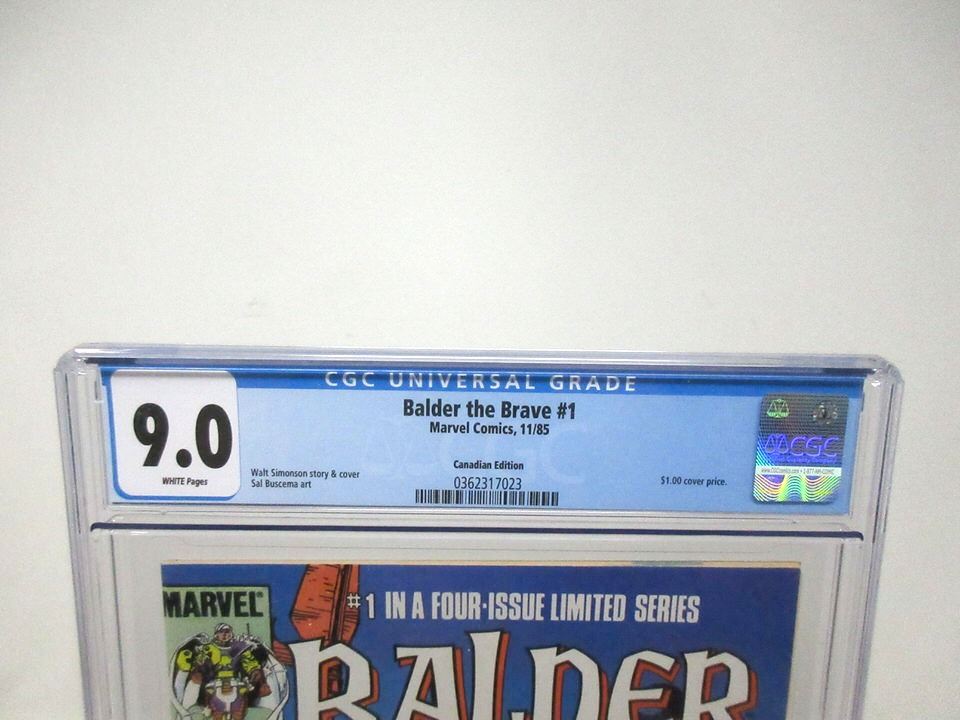 CGC UNIVERSAL GRADE
9.0
WHITE Pages
Balder the Brave #1
Marvel Comics, 11/85
Canadian Edition
Walt Simonson story & cover
Sal Buscema art
0362317023
$1.00 cover price.
CGC
MARVEL
#1 IN A FOUR-ISSUE LIMITED SERIES
BALDER